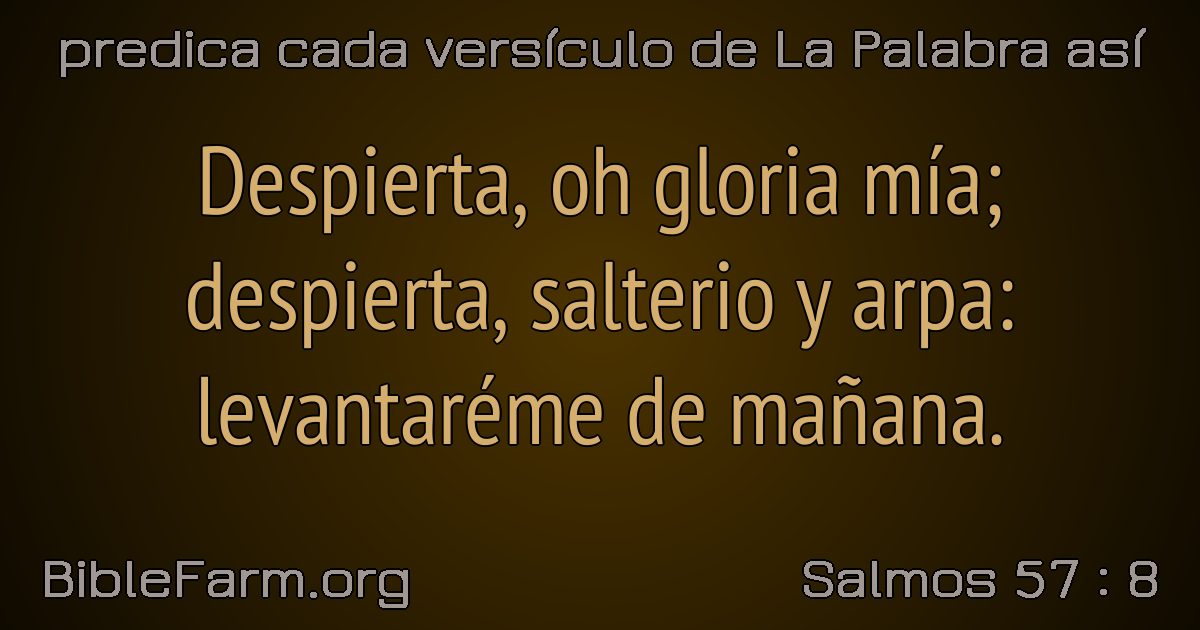 predica cada versículo de La Palabra así
Despierta, oh gloria mía;
despierta, salterio y arpa:
levantaréme de mañana.
BibleFarm.org
Salmos 57 : 8